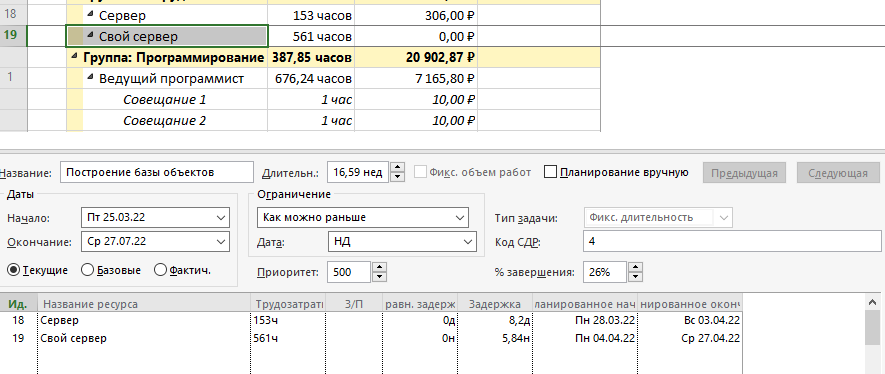 18 Сервер 153 часов 306,00 ₽
19 Свой сервер 561 часов 0,00 ₽
Группа: Программирование 387,85 часов 20 902,87 ₽
1 Ведущий программист 676,24 часов 7 165,80 ₽
Совещание 1 1 час 10,00 ₽
Совещание 2 1 час 10,00 ₽
Название: Построение базы объектов Длительн.: 16,59 нед Фикс. объем работ Планирование вручную Предыдущая Следующая
Даты Ограничение
Начало: Пт 25.03.22 Как можно раньше Тип задачи: Фикс. длительность
Окончание: Ср 27.07.22 Дата: НД Код СДР: 4
Текущие Базовые Фактич. Приоритет: 500 % завершения: 26%
Ид. Название ресурса Трудозатрат З/П равн. задерж Задержка ланированное нач нированное оконч
18 Сервер 153ч 0д 8,2д Пн 28.03.22 Вс 03.04.22
19 Свой сервер 561ч 0н 5,84н Пн 04.04.22 Ср 27.04.22